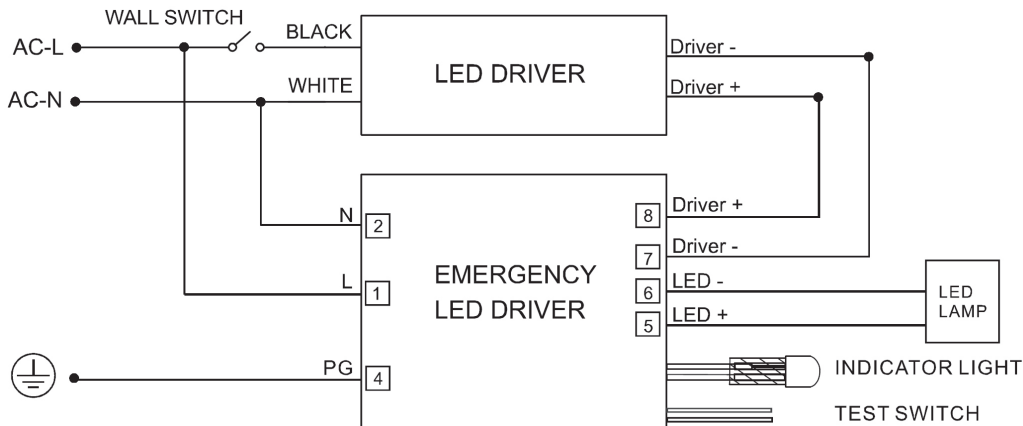 WALL SWITCH
AC-L
BLACK
AC-N
WHITE
LED DRIVER
Driver -
Driver +
N
2
L
1
PG
4
EMERGENCY
LED DRIVER
8
Driver +
7
Driver -
6
LED -
5
LED +
LED
LAMP
INDICATOR LIGHT
TEST SWITCH